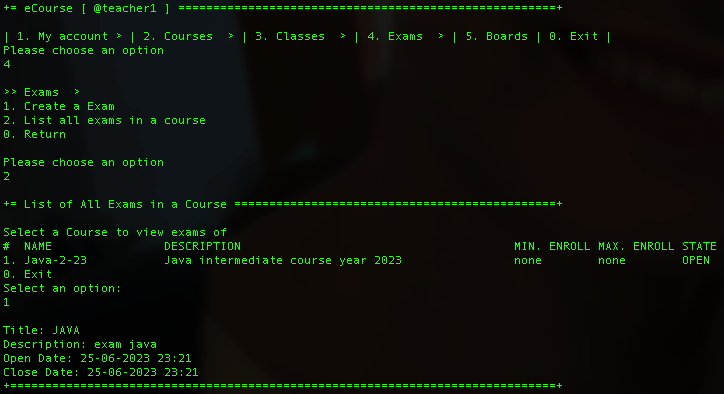 += eCourse [ @teacher1 ] ======================================================+
| 1. My account > | 2. Courses  > | 3. Classes  > | 4. Exams  > | 5. Boards | 0. Exit |
Please choose an option
4
>> Exams  >
1. Create a Exam
2. List all exams in a course
0. Return
Please choose an option
2
+= List of All Exams in a Course ==============================================+
Select a Course to view exams of
#  NAME                DESCRIPTION                                       MIN. ENROLL MAX. ENROLL STATE
1. Java-2-23           Java intermediate course year 2023                none        none        OPEN
0. Exit
Select an option:
1
Title: JAVA
Description: exam java
Open Date: 25-06-2023 23:21
Close Date: 25-06-2023 23:21
+==============================================================================+